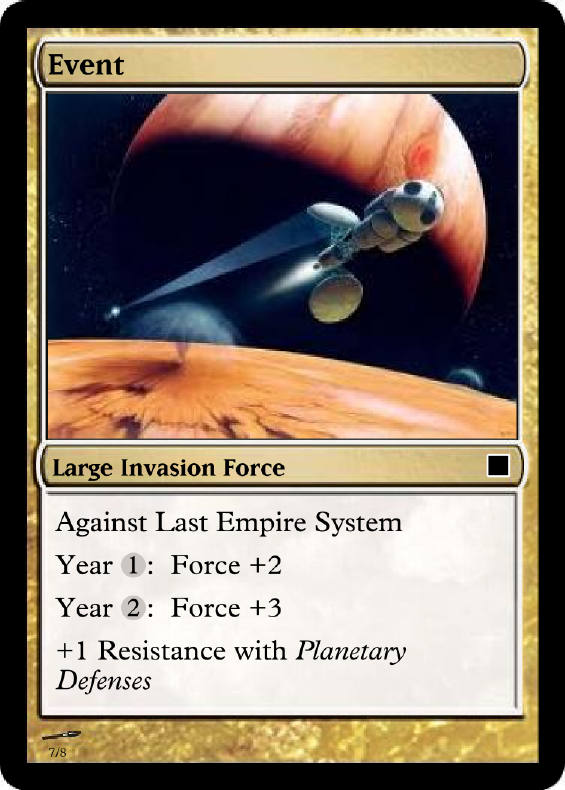 Event
Large Invasion Force
Against Last Empire System
Year 1: Force +2
Year 2: Force +3
+1 Resistance with Planetary
Defenses
7/8